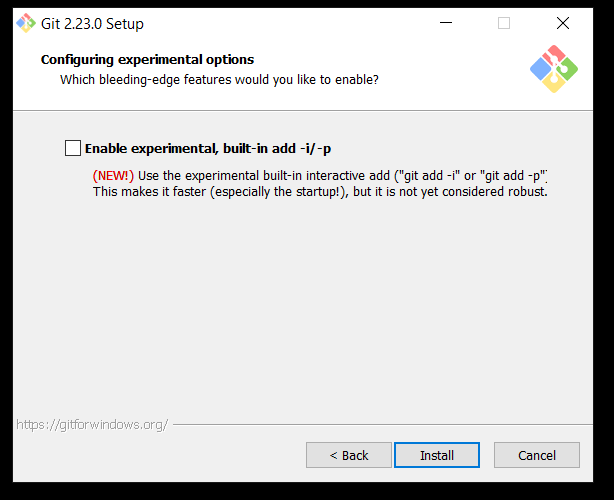 Git 2.23.0 Setup
Configuring experimental options
Which bleeding-edge features would you like to enable?
Enable experimental, built-in add -i/-p
(NEW!) Use the experimental built-in interactive add ("git add -i" or "git add -p")
This makes it faster (especially the startup!), but it is not yet considered robust.
https://gitforwindows.org/
< Back
Install
Cancel